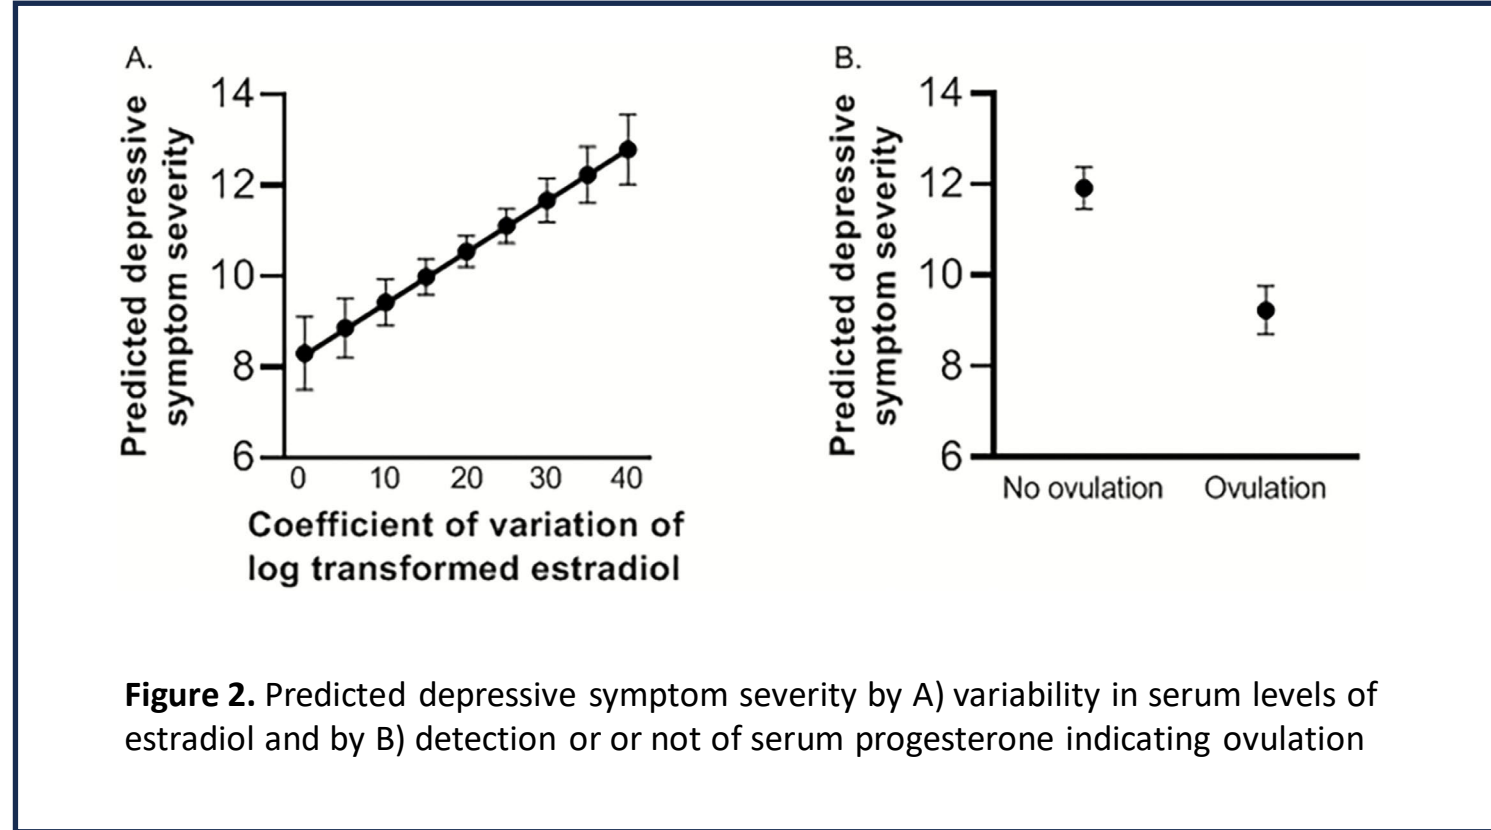 A.
Predicted depressive
symptom severity
14
12
10
8
6
0 10 20 30 40
Coefficient of variation of
log transformed estradiol
B.
Predicted depressive
symptom severity
14
12
10
8
6
No ovulation Ovulation
Figure 2. Predicted depressive symptom severity by A) variability in serum levels of
estradiol and by B) detection or or not of serum progesterone indicating ovulation